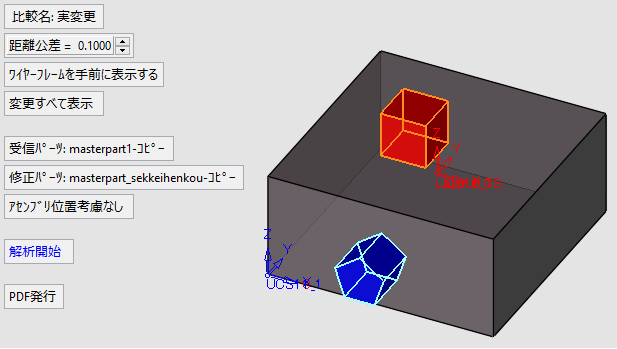 比較名: 実変更
距離公差 = 0.1000
ﾜｲﾔｰﾌﾚｰﾑを手前に表示する
変更すべて表示
受信ﾊﾟｰﾂ: masterpart1-ｺﾋﾟｰ
修正ﾊﾟｰﾂ: masterpart_sekkeihenkou-ｺﾋﾟｰ
ｱｾﾝﾌﾞﾘ位置考慮なし
解析開始
PDF発行
Z
Y
Z
Y